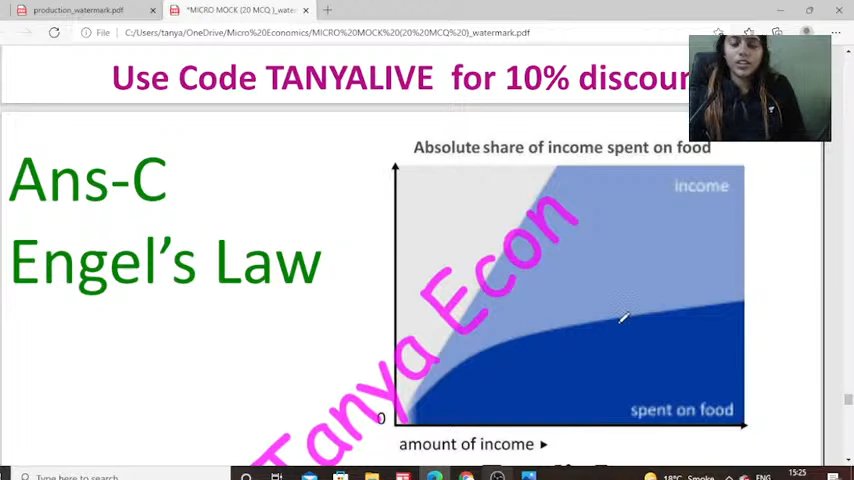 production_watermark.pdf
*MICRO MOCK (20 MCQ )_wate
File
C:/Users/tanya/OneDrive/Micro%20Economics/MICRO%20MOCK%20(20%20MCQ%20)_watermark.pdf
Use Code TANYALIVE for 10% discoun
Ans-C
Engel's Law
Absolute share of income spent on food
income
spent on food
0
amount of income ▸
Tanya Econ
Type here to search
18°C Smoke
ENG
15:25